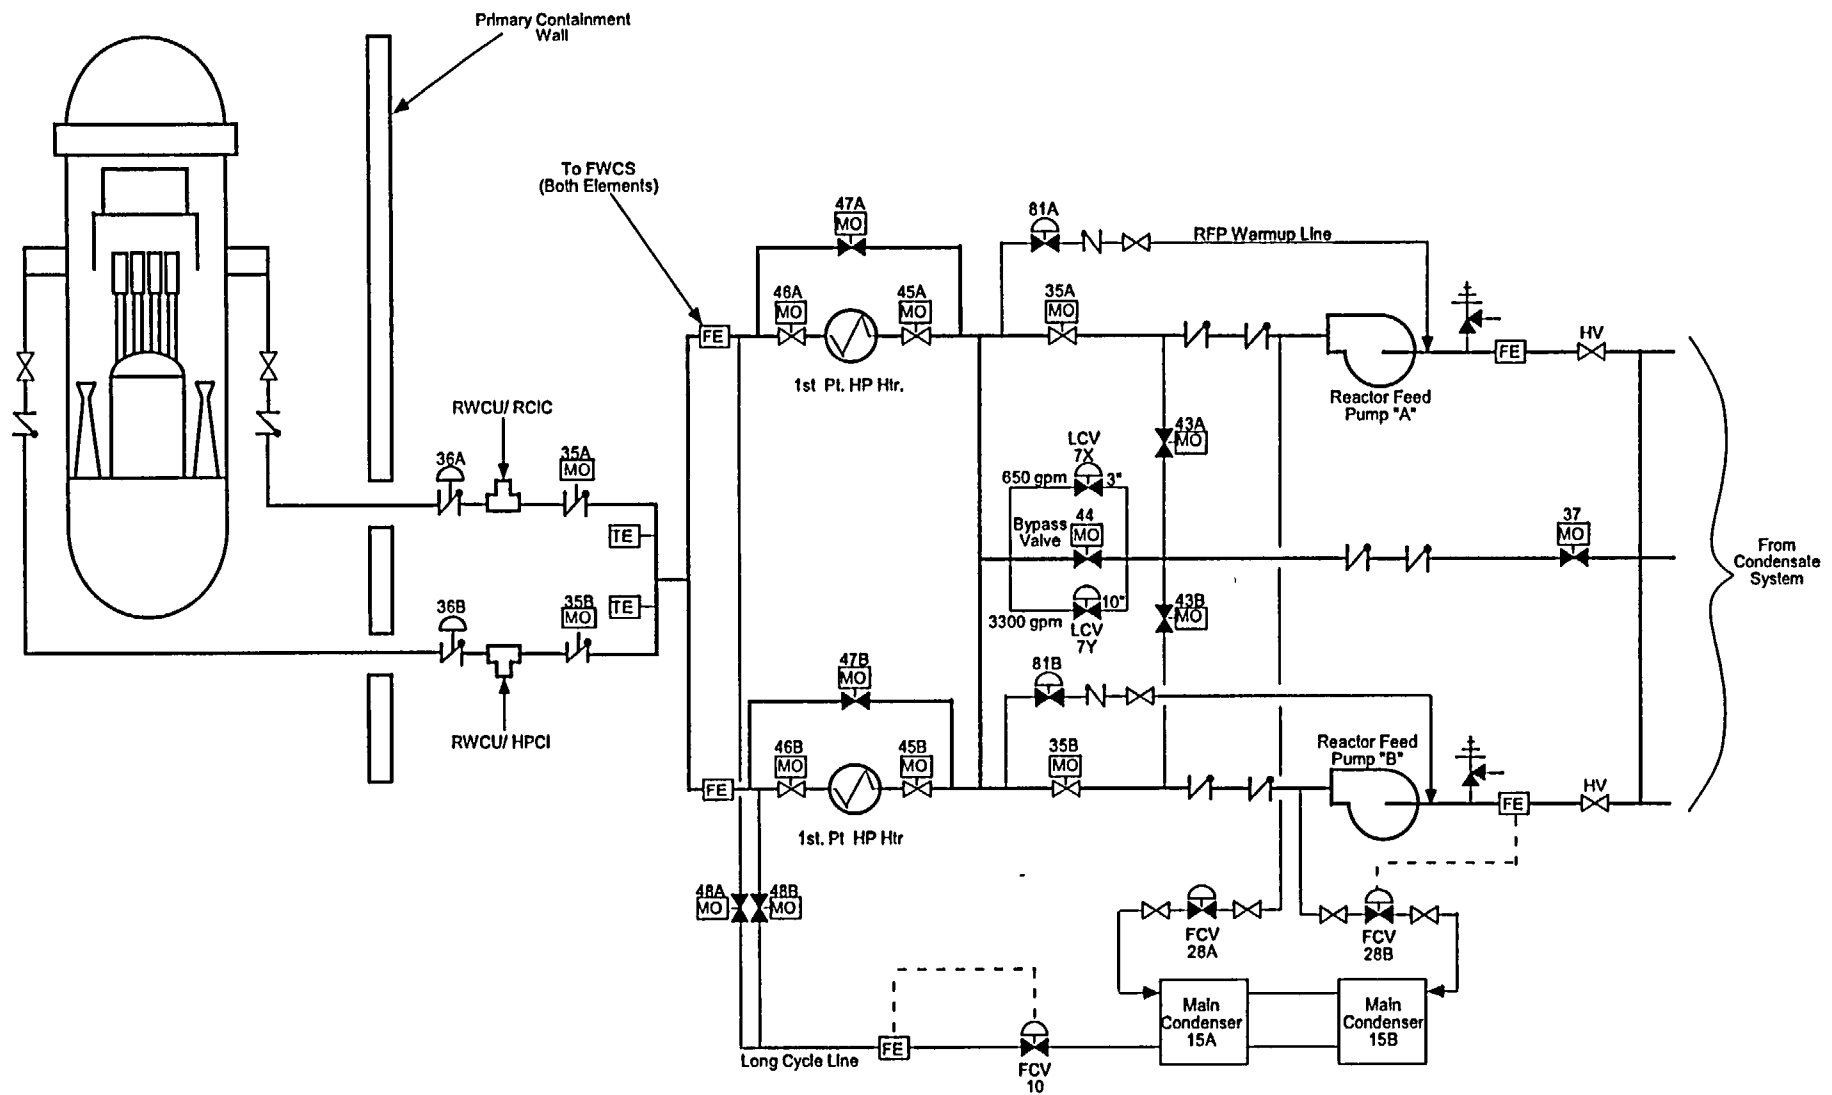 Primary Containment
Wall
To FWCS
(Both Elements)
47A
MO
81A
RFP Warmup Line
46A
MO
45A
MO
35A
MO
FE
1st Pt. HP Htr.
HV
FE
Reactor Feed
Pump "A"
RWCU/ RCIC
36A
35A
MO
TE
43A
MO
LCV
7X
650 gpm
3"
Bypass
Valve
44
MO
37
MO
From
Condensate
System
36B
35B
MO
TE
10"
3300 gpm
LCV
7Y
43B
MO
RWCU/ HPCI
47B
MO
81B
46B
MO
45B
MO
35B
MO
FE
1st. Pt HP Htr
Reactor Feed
Pump "B"
HV
FE
48A
MO
48B
MO
FCV
28A
FCV
28B
Main
Condenser
15A
Main
Condenser
15B
Long Cycle Line
FE
FCV
10